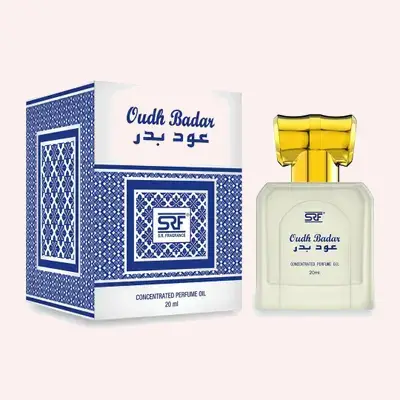 Oudh Badar
عود بدر
SRF
S.R. FRAGRANCE
CONCENTRATED PERFUME OIL
20 ml
SRF
Oudh Badar
عود بدر
CONCENTRATED PERFUME OIL
20ml